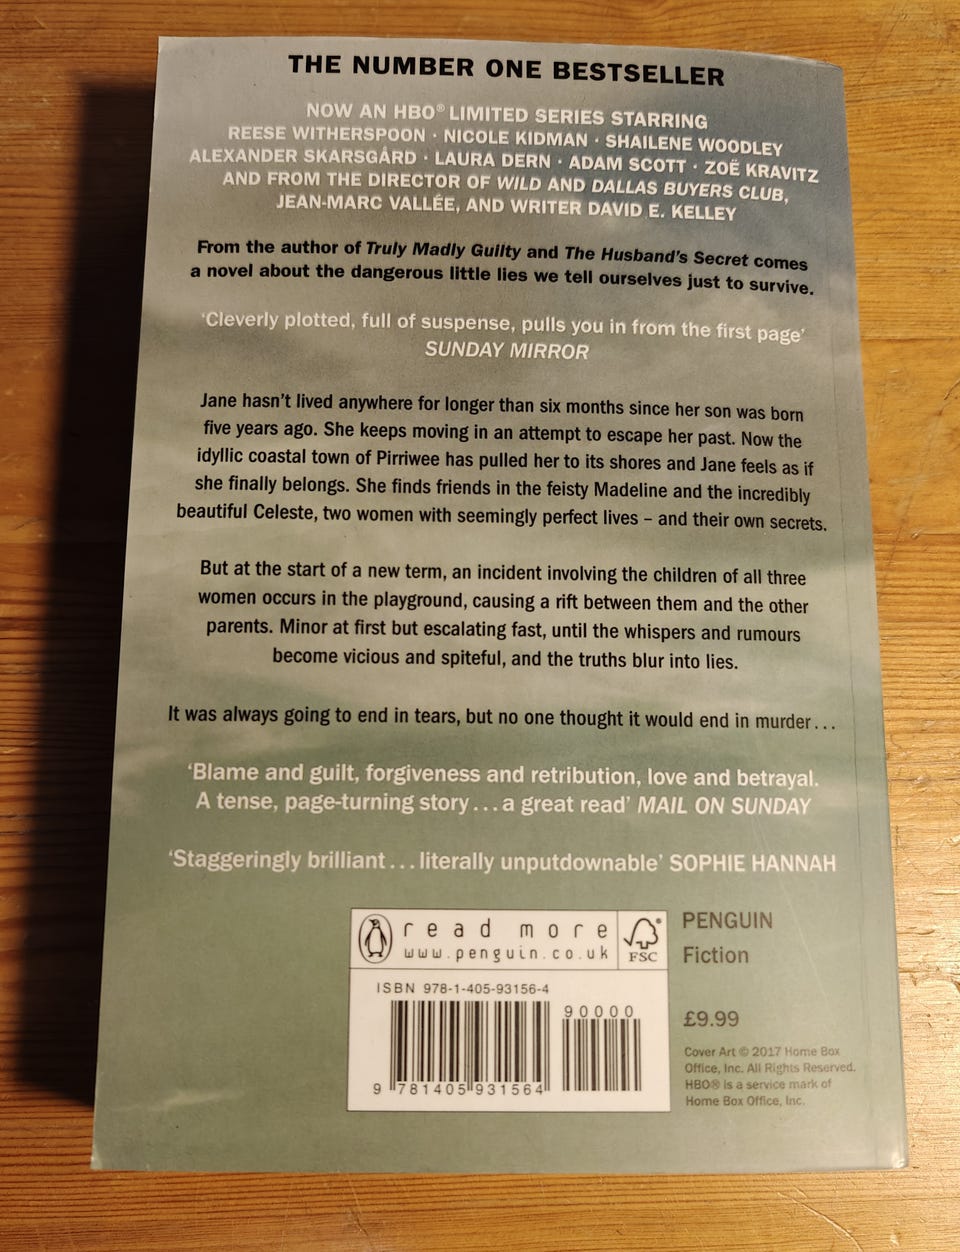 THE NUMBER ONE BESTSELLER
NOW AN HBO® LIMITED SERIES STARRING
REESE WITHERSPOON · NICOLE KIDMAN · SHAILENE WOODLEY
ALEXANDER SKARSGÅRD · LAURA DERN · ADAM SCOTT · ZOË KRAVITZ
AND FROM THE DIRECTOR OF WILD AND DALLAS BUYERS CLUB,
JEAN-MARC VALLÉE, AND WRITER DAVID E. KELLEY
From the author of Truly Madly Guilty and The Husband's Secret comes
a novel about the dangerous little lies we tell ourselves just to survive.
'Cleverly plotted, full of suspense, pulls you in from the first page'
SUNDAY MIRROR
Jane hasn't lived anywhere for longer than six months since her son was born
five years ago. She keeps moving in an attempt to escape her past. Now the
idyllic coastal town of Pirriwee has pulled her to its shores and Jane feels as if
she finally belongs. She finds friends in the feisty Madeline and the incredibly
beautiful Celeste, two women with seemingly perfect lives – and their own secrets.
But at the start of a new term, an incident involving the children of all three
women occurs in the playground, causing a rift between them and the other
parents. Minor at first but escalating fast, until the whispers and rumours
become vicious and spiteful, and the truths blur into lies.
It was always going to end in tears, but no one thought it would end in murder...
'Blame and guilt, forgiveness and retribution, love and betrayal.
A tense, page-turning story...a great read' MAIL ON SUNDAY
'Staggeringly brilliant...literally unputdownable' SOPHIE HANNAH
read more
www.penguin.co.uk
FSC
ISBN 978-1-405-93156-4
90000
9 781405 931564
PENGUIN
Fiction
£9.99
Cover Art © 2017 Home Box
Office, Inc. All Rights Reserved.
HBO® is a service mark of
Home Box Office, Inc.